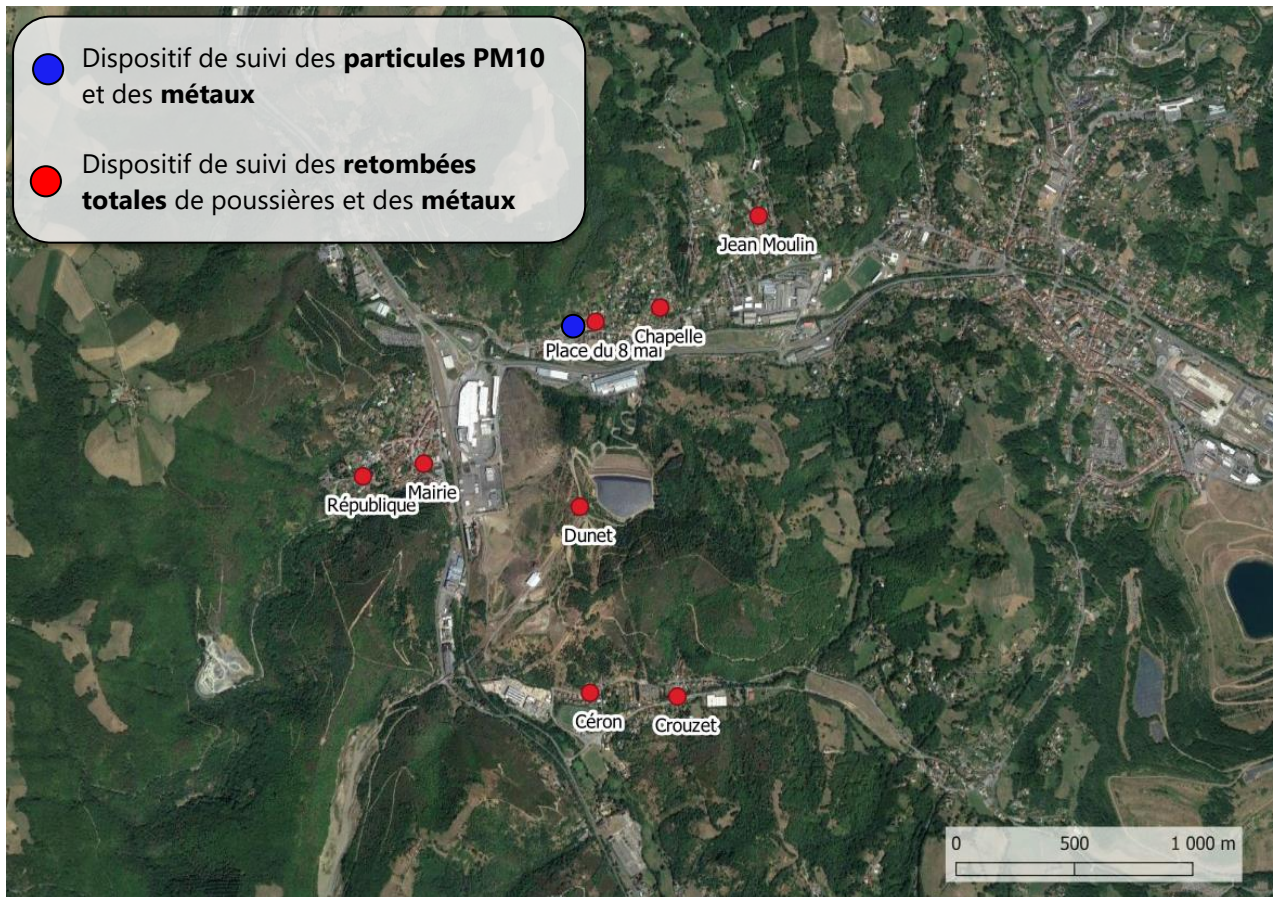 Dispositif de suivi des particules PM10
et des métaux
Dispositif de suivi des retombées
totales de poussières et des métaux
Jean Moulin
Chapelle
Place du 8 mai
Mairie
République
Dunet
Céron
Crouzet
0 500 1 000 m